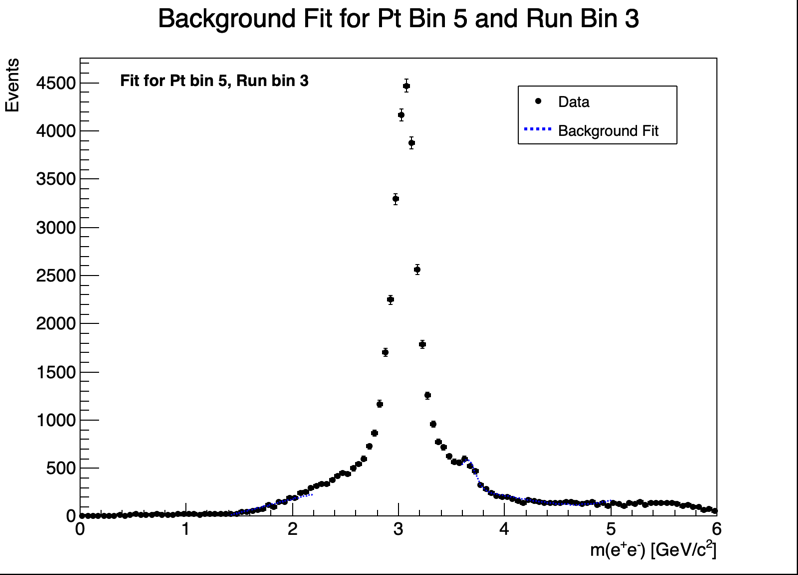 Background Fit for Pt Bin 5 and Run Bin 3
Events
Fit for Pt bin 5, Run bin 3
Data
Background Fit
4500
4000
3500
3000
2500
2000
1500
1000
500
0
0 1 2 3 4 5 6
m(e⁺e⁻) [GeV/c²]